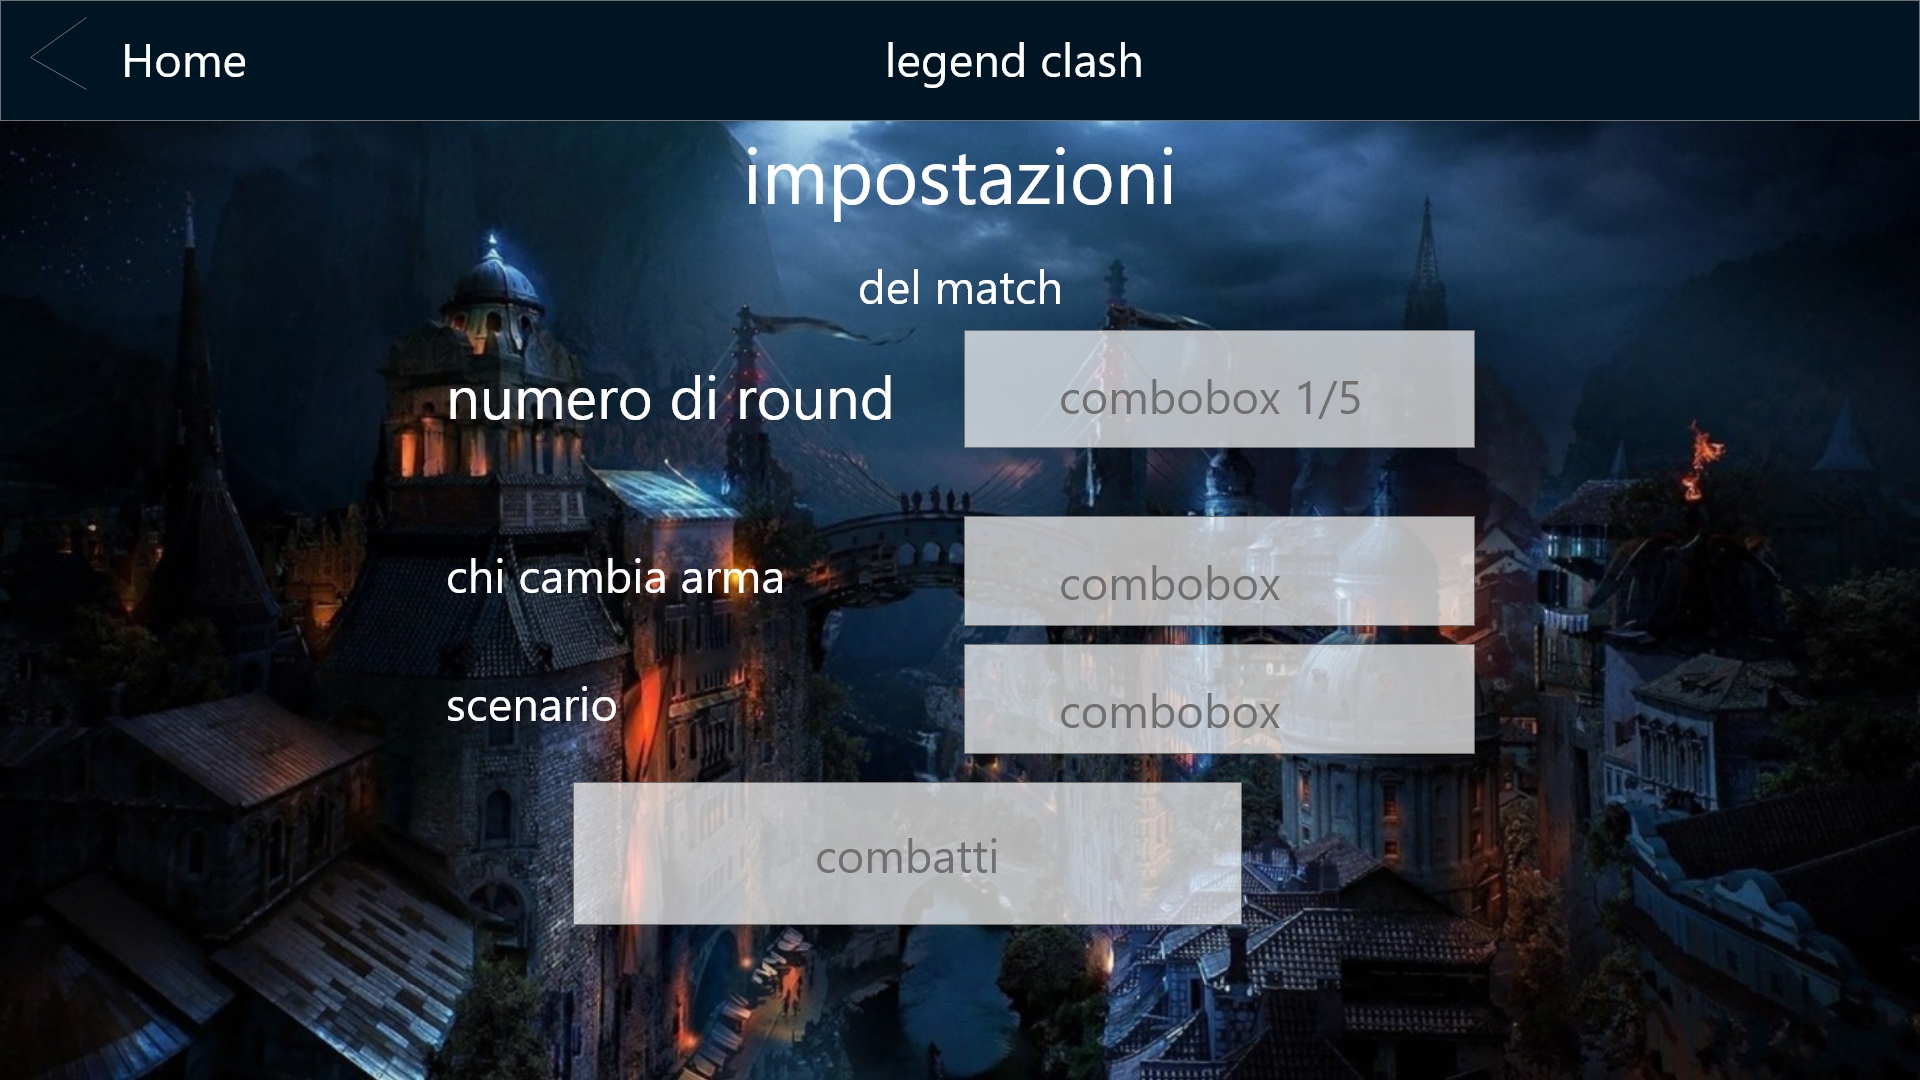 Home
legend clash
impostazioni
del match
numero di round
combobox 1/5
chi cambia arma
combobox
scenario
combobox
combatti